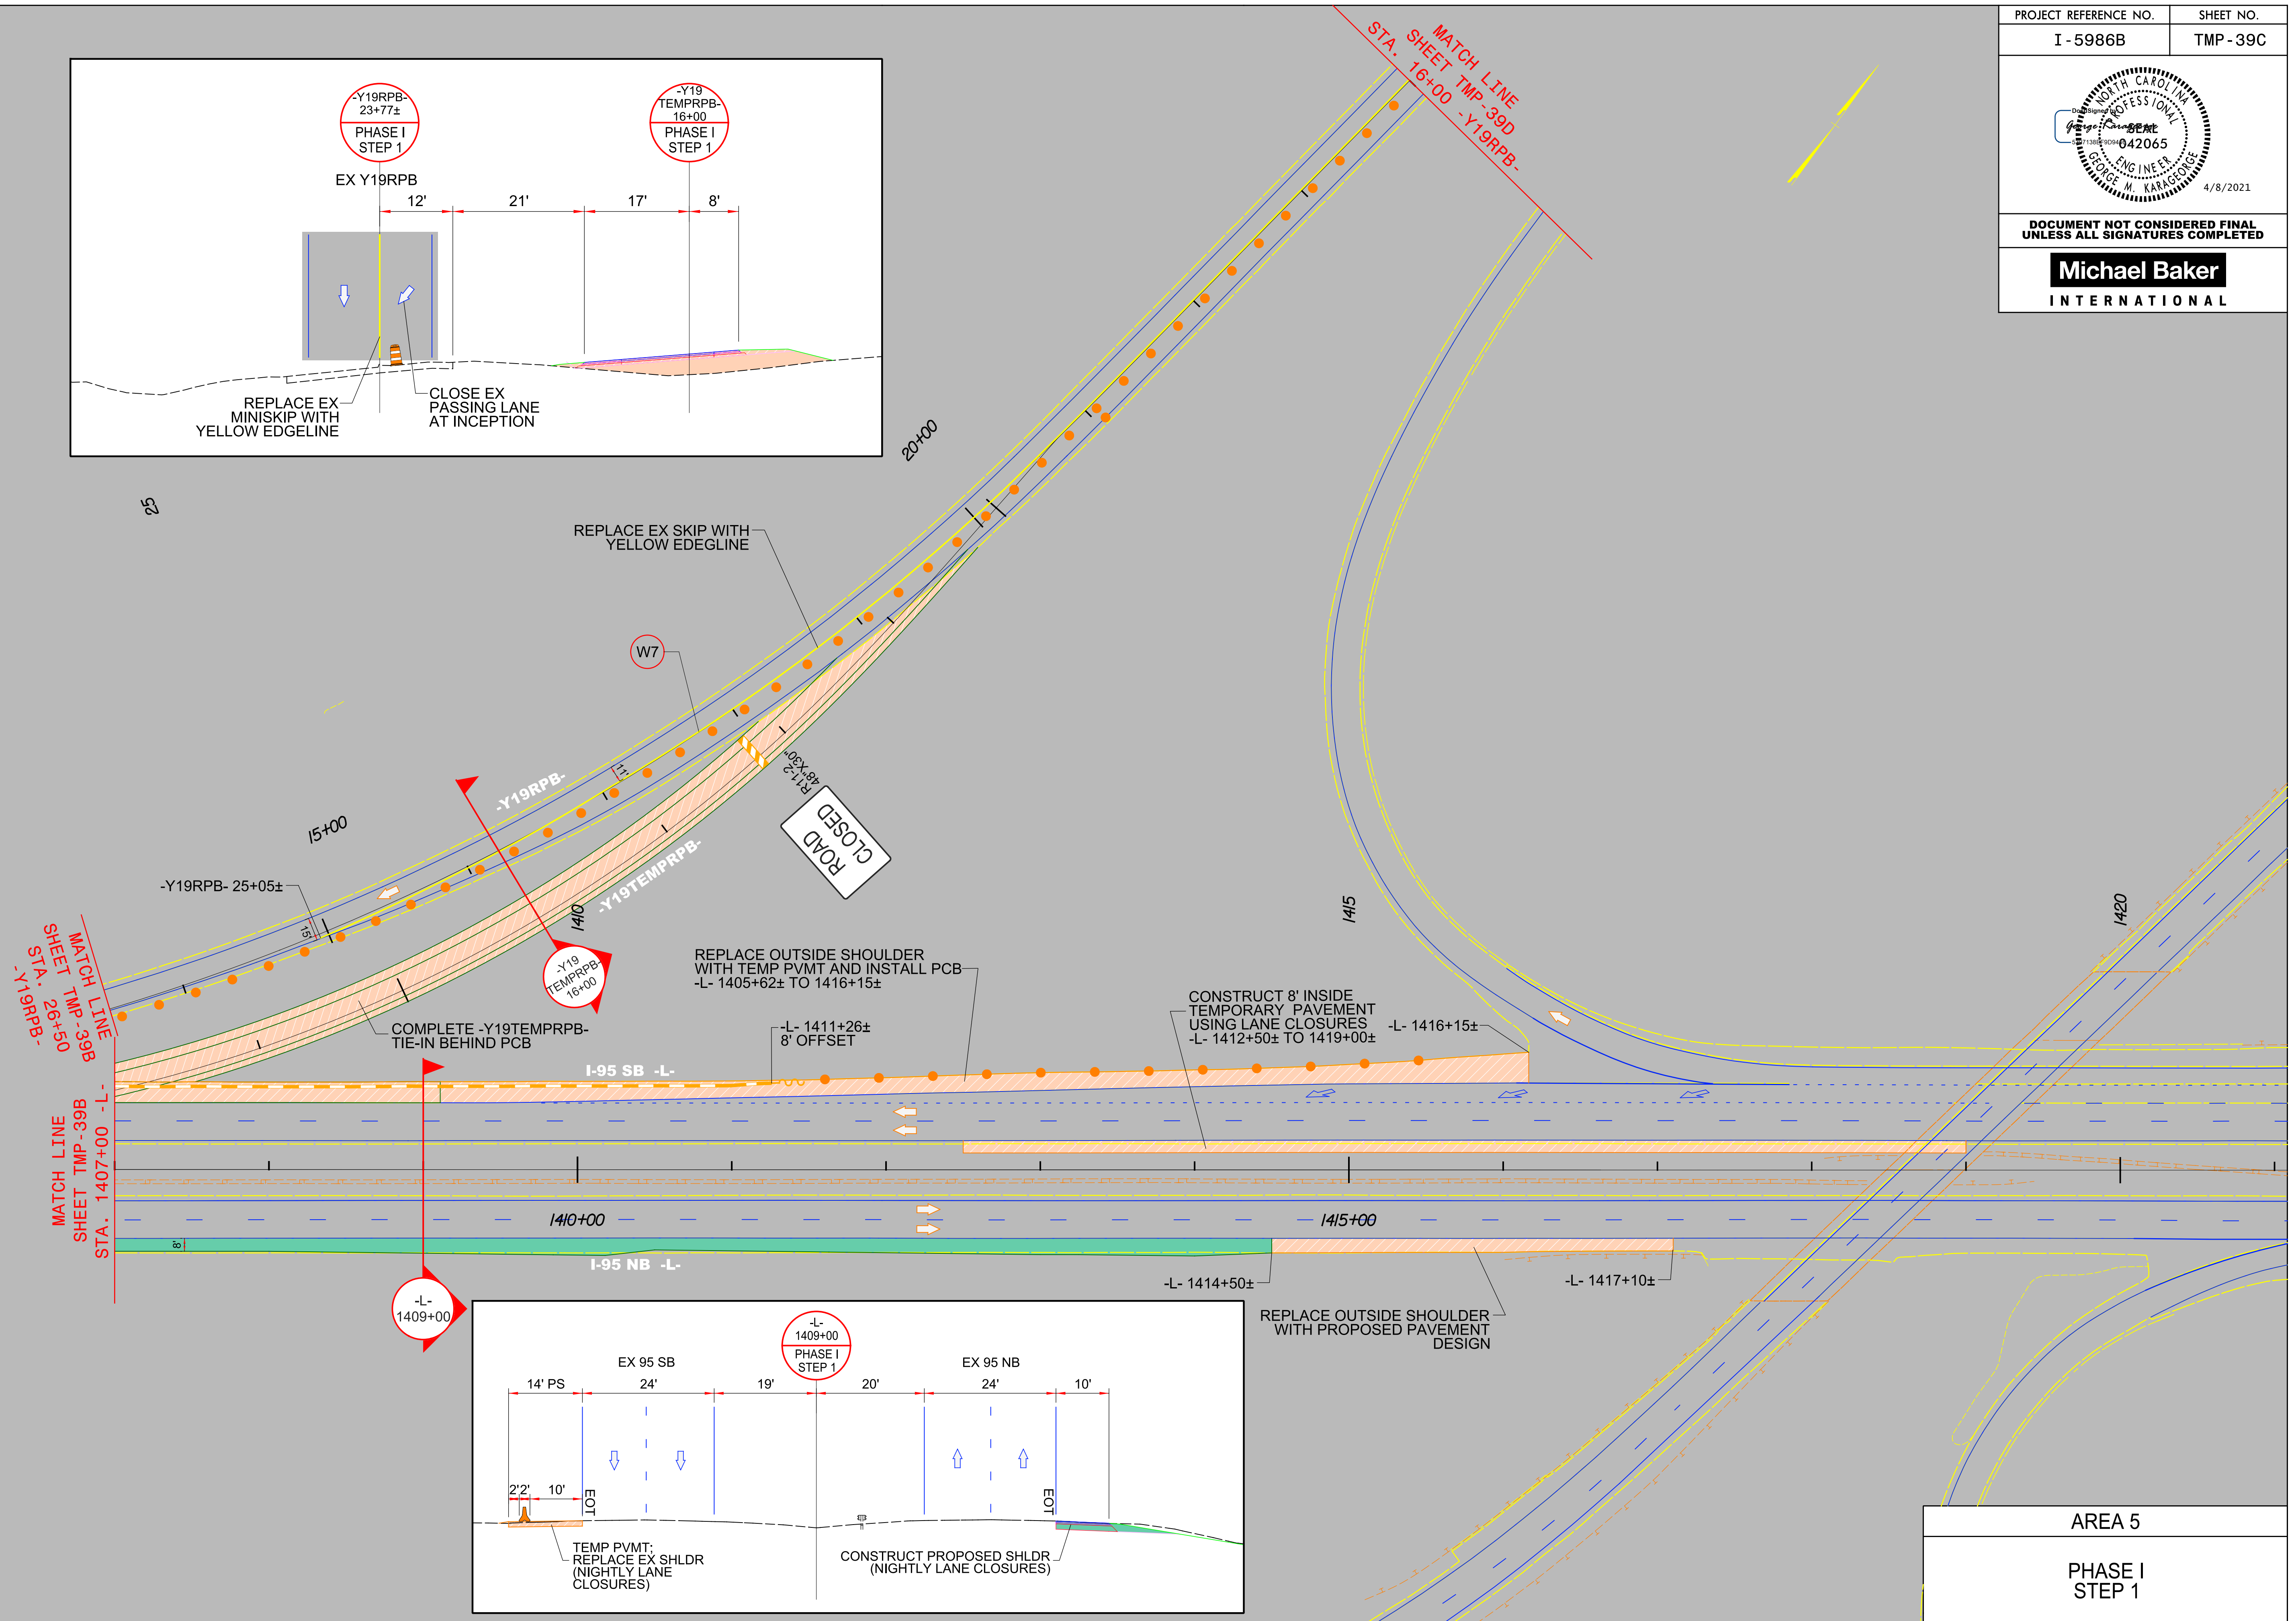 PROJECT REFERENCE NO.
SHEET NO.
I-5986B
TMP-39C
NORTH CAROLINA
PROFESSIONAL
SEAL
042065
ENGINEER
GEORGE M. KARAGEORGE
4/8/2021
DOCUMENT NOT CONSIDERED FINAL
UNLESS ALL SIGNATURES COMPLETED
Michael Baker
INTERNATIONAL
-Y19RPB-
23+77±
PHASE I
STEP 1
-Y19
TEMPRPB-
16+00
PHASE I
STEP 1
EX Y19RPB
12'
21'
17'
8'
REPLACE EX
MINISKIP WITH
YELLOW EDGELINE
CLOSE EX
PASSING LANE
AT INCEPTION
MATCH LINE
SHEET TMP-39D
STA. 16+00 -Y19RPB-
25
20+00
REPLACE EX SKIP WITH
YELLOW EDEGLINE
W7
11'
-Y19RPB-
15+00
R11-2
48"X30"
ROAD
CLOSED
-Y19TEMPRPB-
-Y19RPB- 25+05±
15'
MATCH LINE
SHEET TMP-39B
STA. 26+50
-Y19RPB-
-Y19
TEMPRPB-
16+00
1410
1415
1420
COMPLETE -Y19TEMPRPB-
TIE-IN BEHIND PCB
REPLACE OUTSIDE SHOULDER
WITH TEMP PVMT AND INSTALL PCB
-L- 1405+62± TO 1416+15±
-L- 1411+26±
8' OFFSET
CONSTRUCT 8' INSIDE
TEMPORARY PAVEMENT
USING LANE CLOSURES
-L- 1412+50± TO 1419+00±
-L- 1416+15±
I-95 SB -L-
MATCH LINE
SHEET TMP-39B
STA. 1407+00 -L-
1410+00
1415+00
8'
I-95 NB -L-
-L- 1414+50±
-L- 1417+10±
REPLACE OUTSIDE SHOULDER
WITH PROPOSED PAVEMENT
DESIGN
-L-
1409+00
-L-
1409+00
PHASE I
STEP 1
EX 95 SB
EX 95 NB
14' PS
24'
19'
20'
24'
10'
2'2'
10'
EOT
EOT
TEMP PVMT;
REPLACE EX SHLDR
(NIGHTLY LANE
CLOSURES)
CONSTRUCT PROPOSED SHLDR
(NIGHTLY LANE CLOSURES)
AREA 5
PHASE I
STEP 1